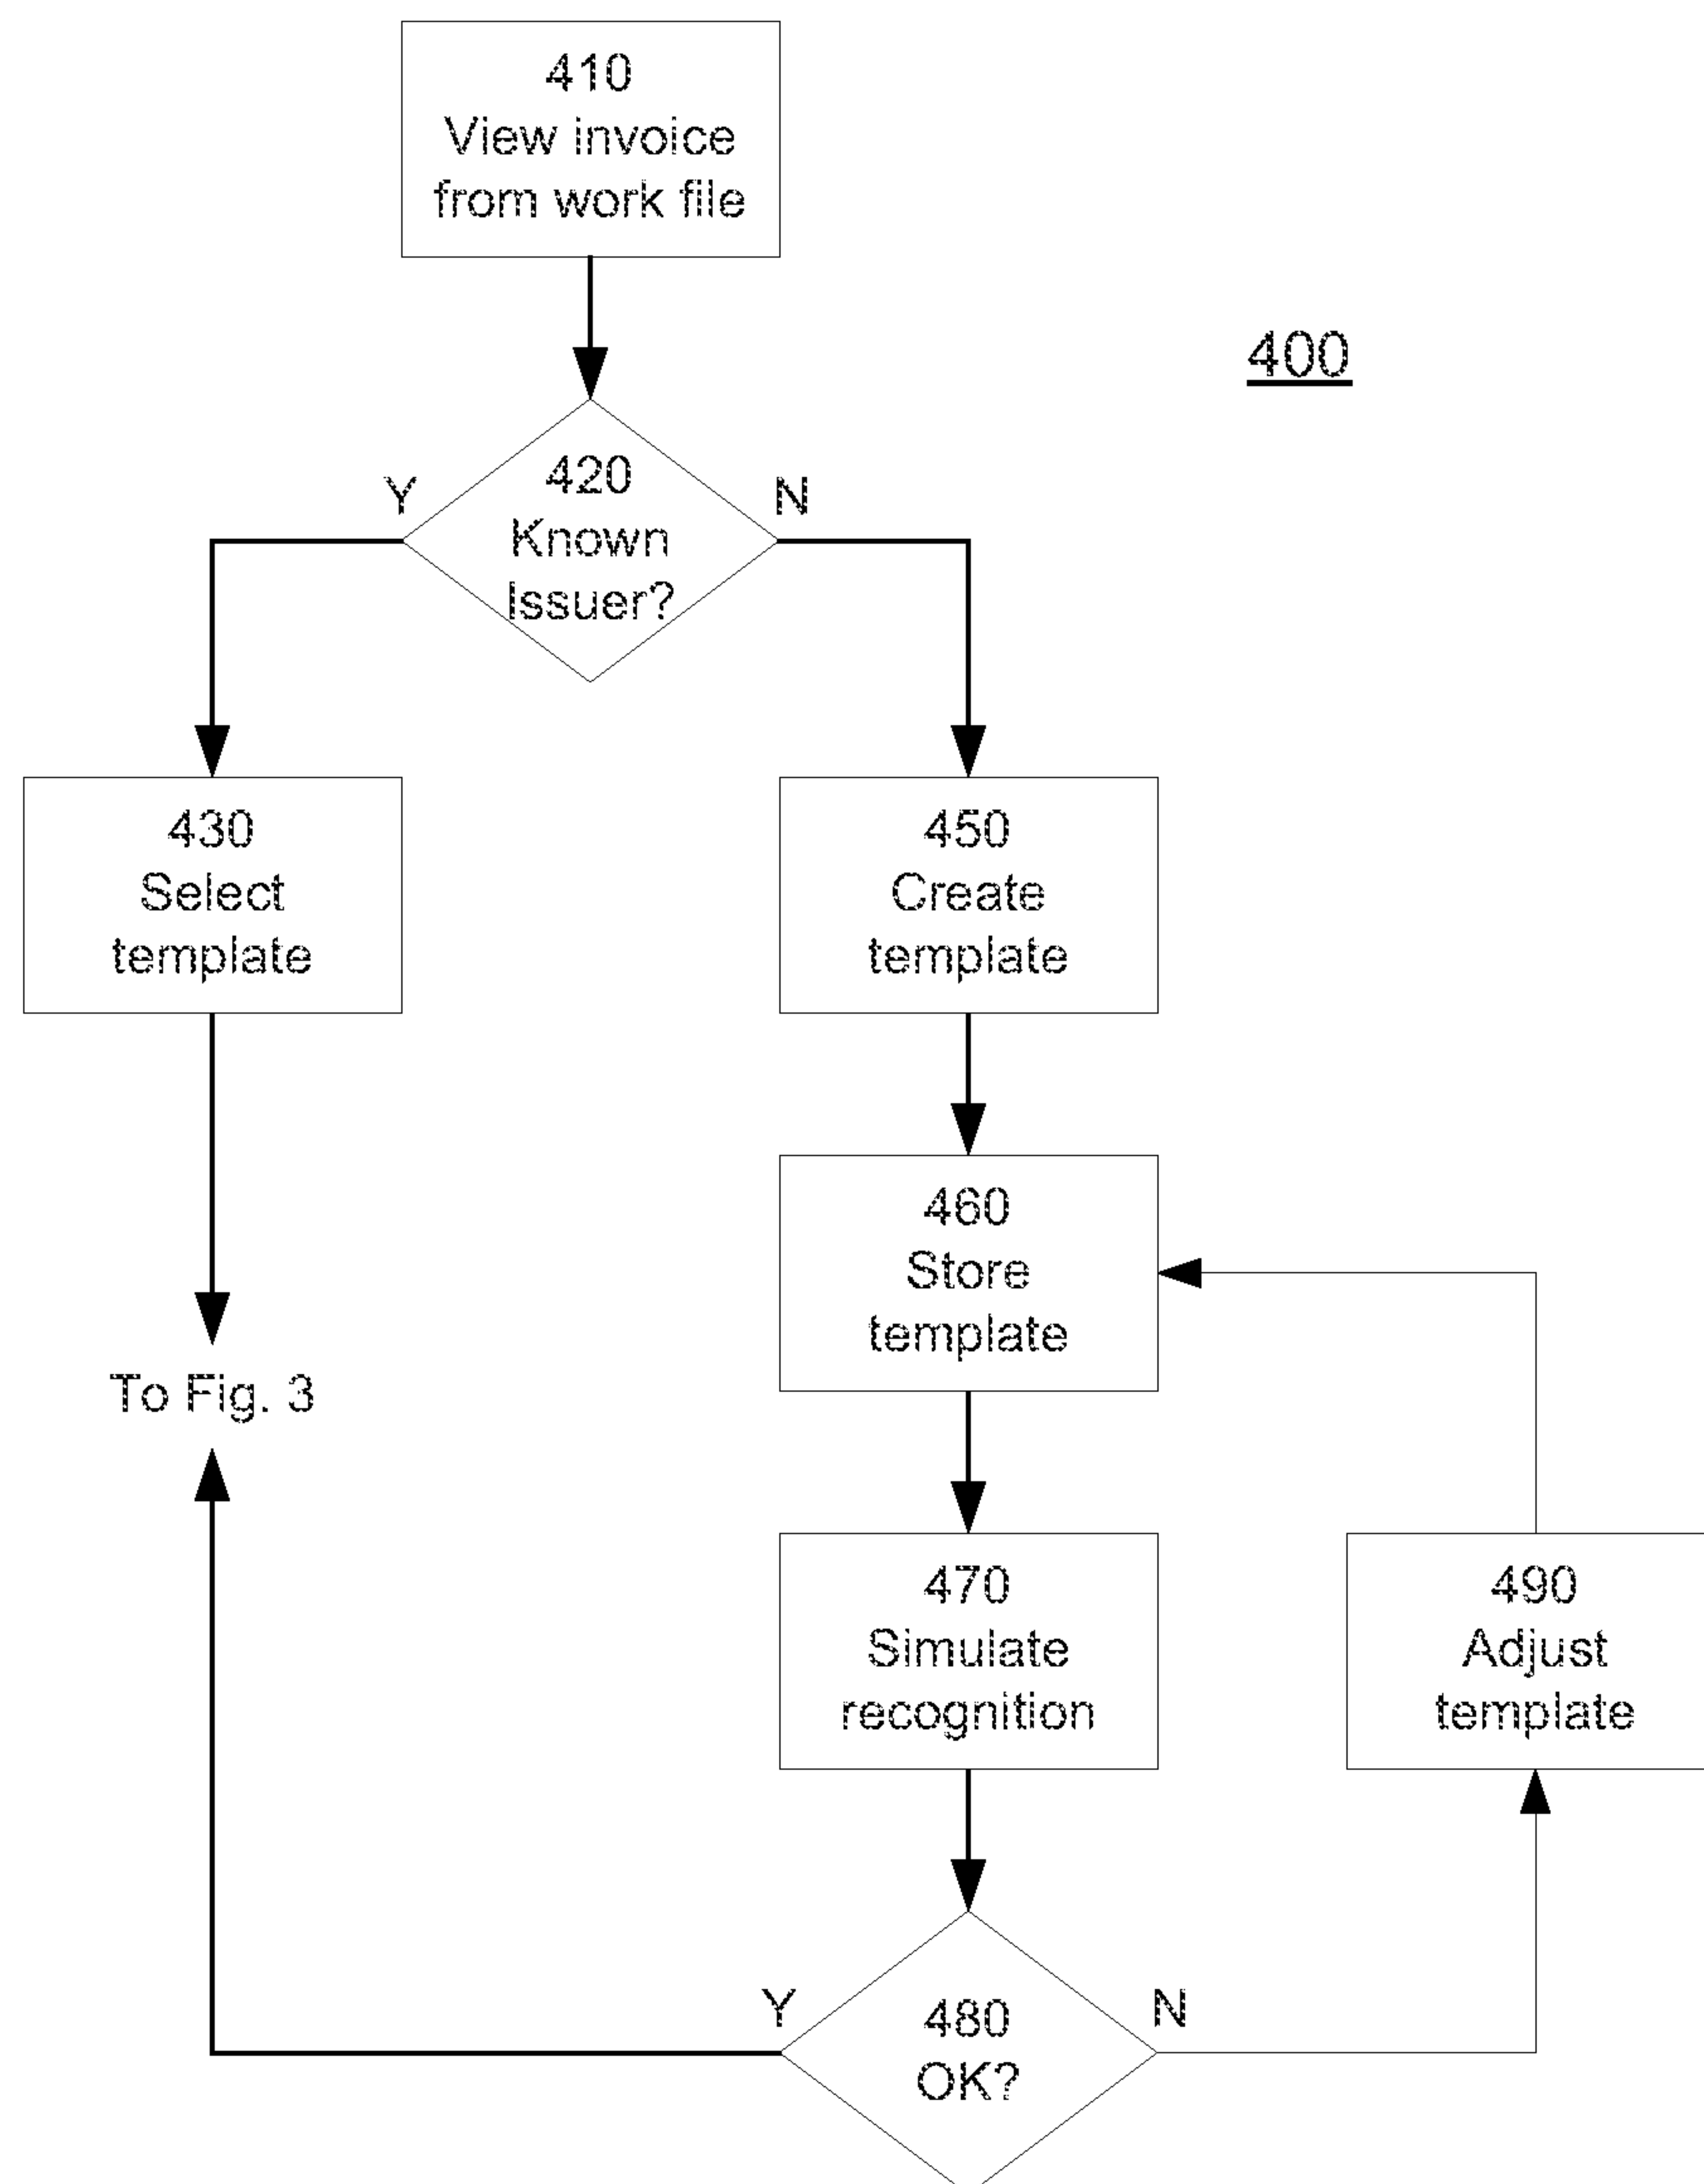 410
View invoice
from work file
400
420
Known
Issuer?
Y
N
430
Select
template
450
Create
template
460
Store
template
To Fig. 3
470
Simulate
recognition
490
Adjust
template
480
OK?
Y
N